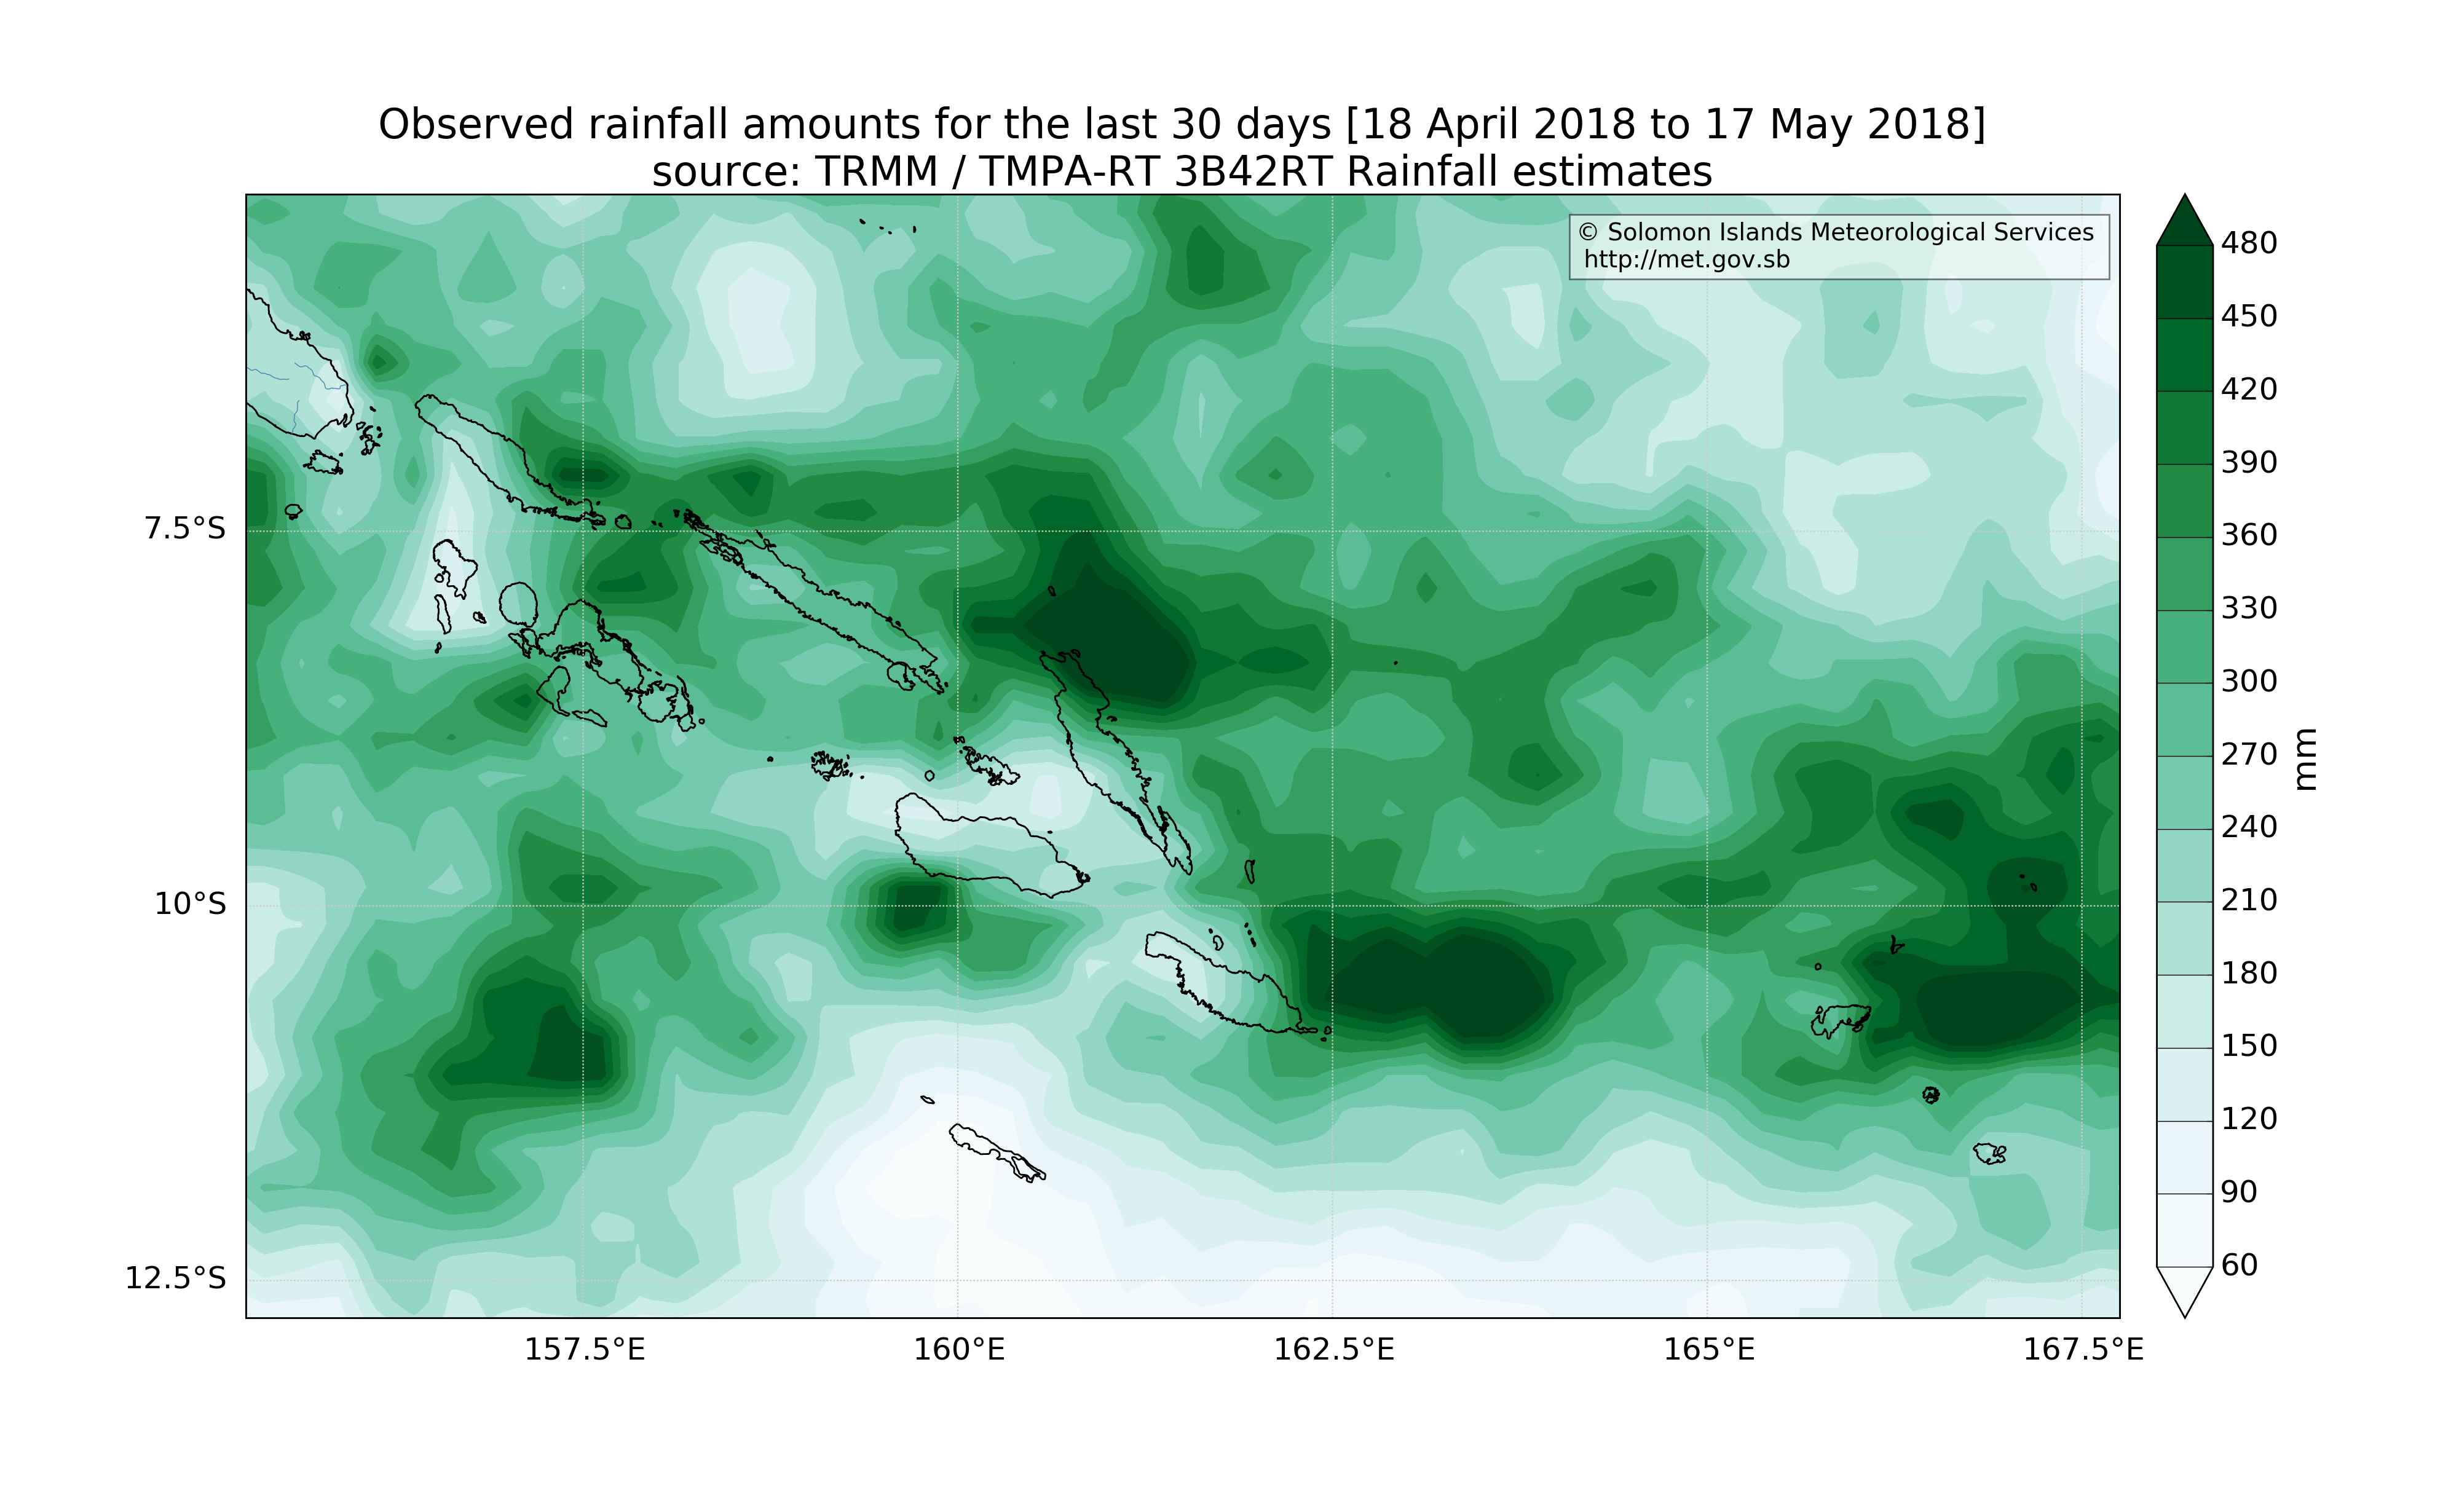 Observed rainfall amounts for the last 30 days [18 April 2018 to 17 May 2018]
source: TRMM / TMPA-RT 3B42RT Rainfall estimates
© Solomon Islands Meteorological Services
http://met.gov.sb
7.5°S
10°S
12.5°S
157.5°E
160°E
162.5°E
165°E
167.5°E
480
450
420
390
360
330
300
270
240
210
180
150
120
90
60
mm